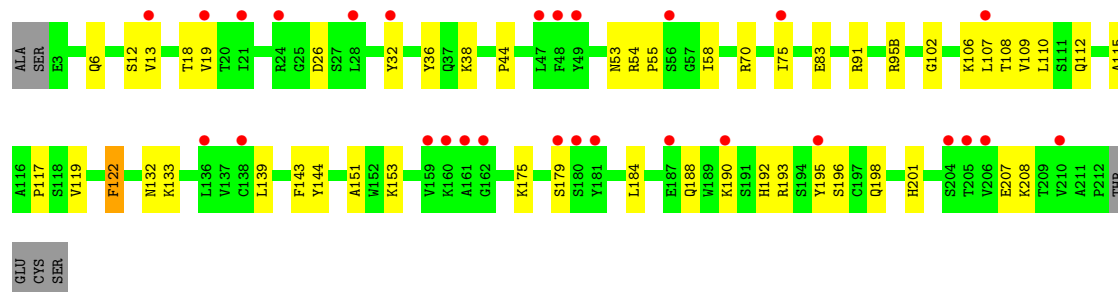 ALA SER E3 Q6 S12 V13 T18 V19 T20 I21 R24 G25 D26 S27 L28 Y32 Y36 Q37 K38 P44 L47 F48 Y49 N53 R54 P55 S56 G57 I58 R70 I75 E83 R91 R95B G102 K106 L107 T108 V109 L110 S111 Q112 A115
A116 P117 S118 V119 F122 N132 K133 L136 V137 C138 L139 F143 Y144 A151 W152 K153 V159 K160 A161 G162 K175 S179 S180 Y181 L184 E187 Q188 W189 K190 S191 H192 R193 S194 Y195 S196 C197 Q198 H201 S204 T205 V206 E207 K208 T209 V210 A211 P212 THR
GLU CYS SER